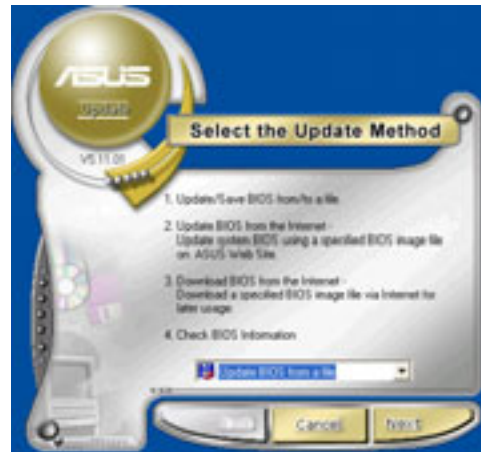 ASUS
Update
V5.11.01
Select the Update Method
1. Update/Save BIOS from/to a file
2. Update BIOS from the Internet -
Update system BIOS using a specified BIOS image file
on ASUS Web Site.
3. Download BIOS from the Internet -
Download a specified BIOS image file via Internet for
later usage.
4. Check BIOS Information
Update BIOS from a file
Cancel
Next